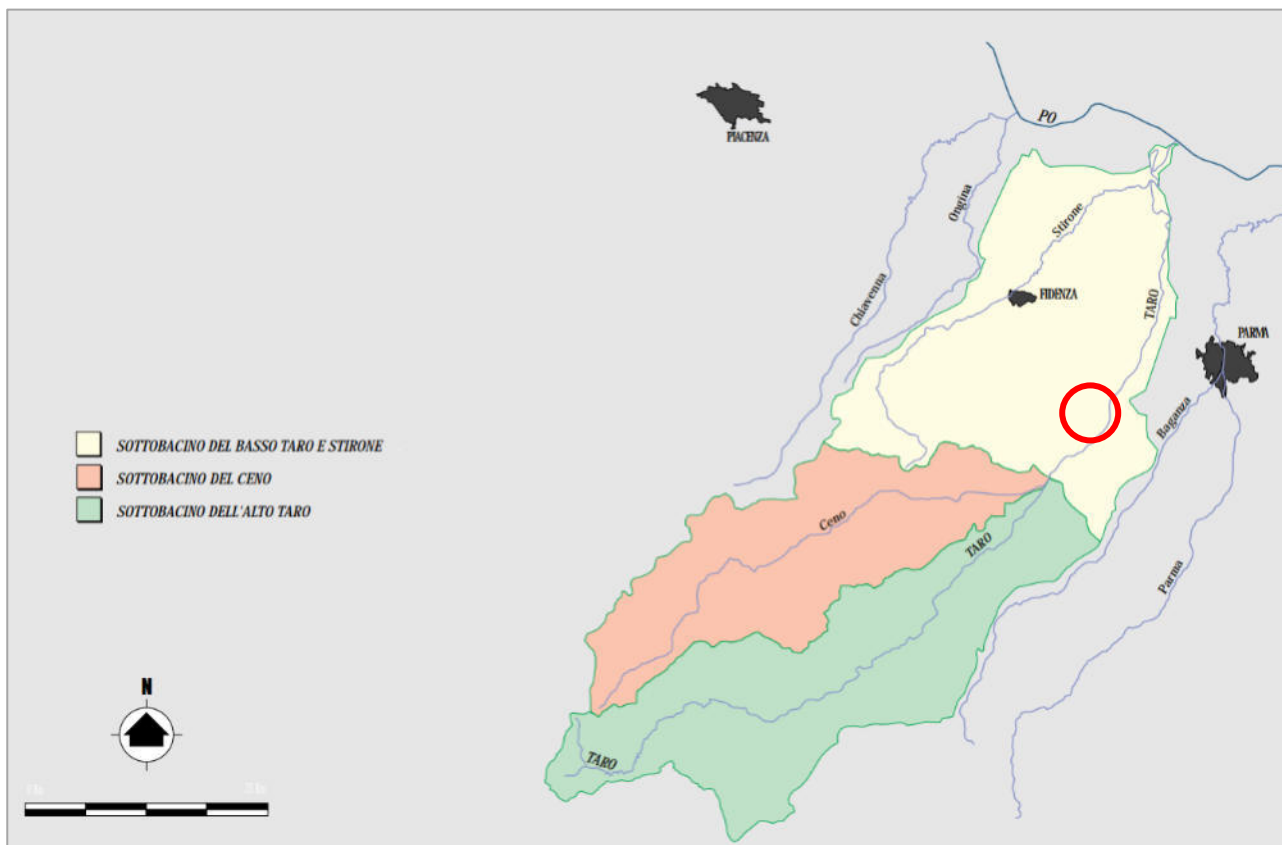 PO
PIACENZA
Ongina
Stirone
Chiavenna
FIDENZA
TARO
PARMA
Baganza
SOTTOBACINO DEL BASSO TARO E STIRONE
SOTTOBACINO DEL CENO
SOTTOBACINO DELL'ALTO TARO
Ceno
TARO
Parma
N
TARO